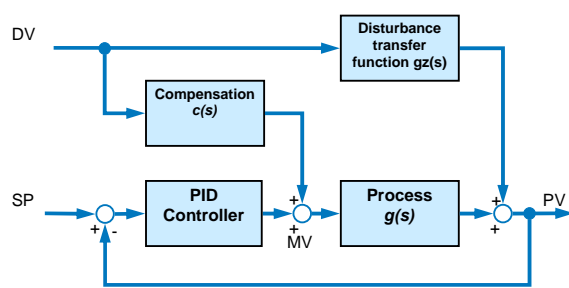 DV
Disturbance
transfer
function gz(s)
Compensation
c(s)
SP
PID
Controller
Process
g(s)
PV
+
+
+
-
+
+
MV